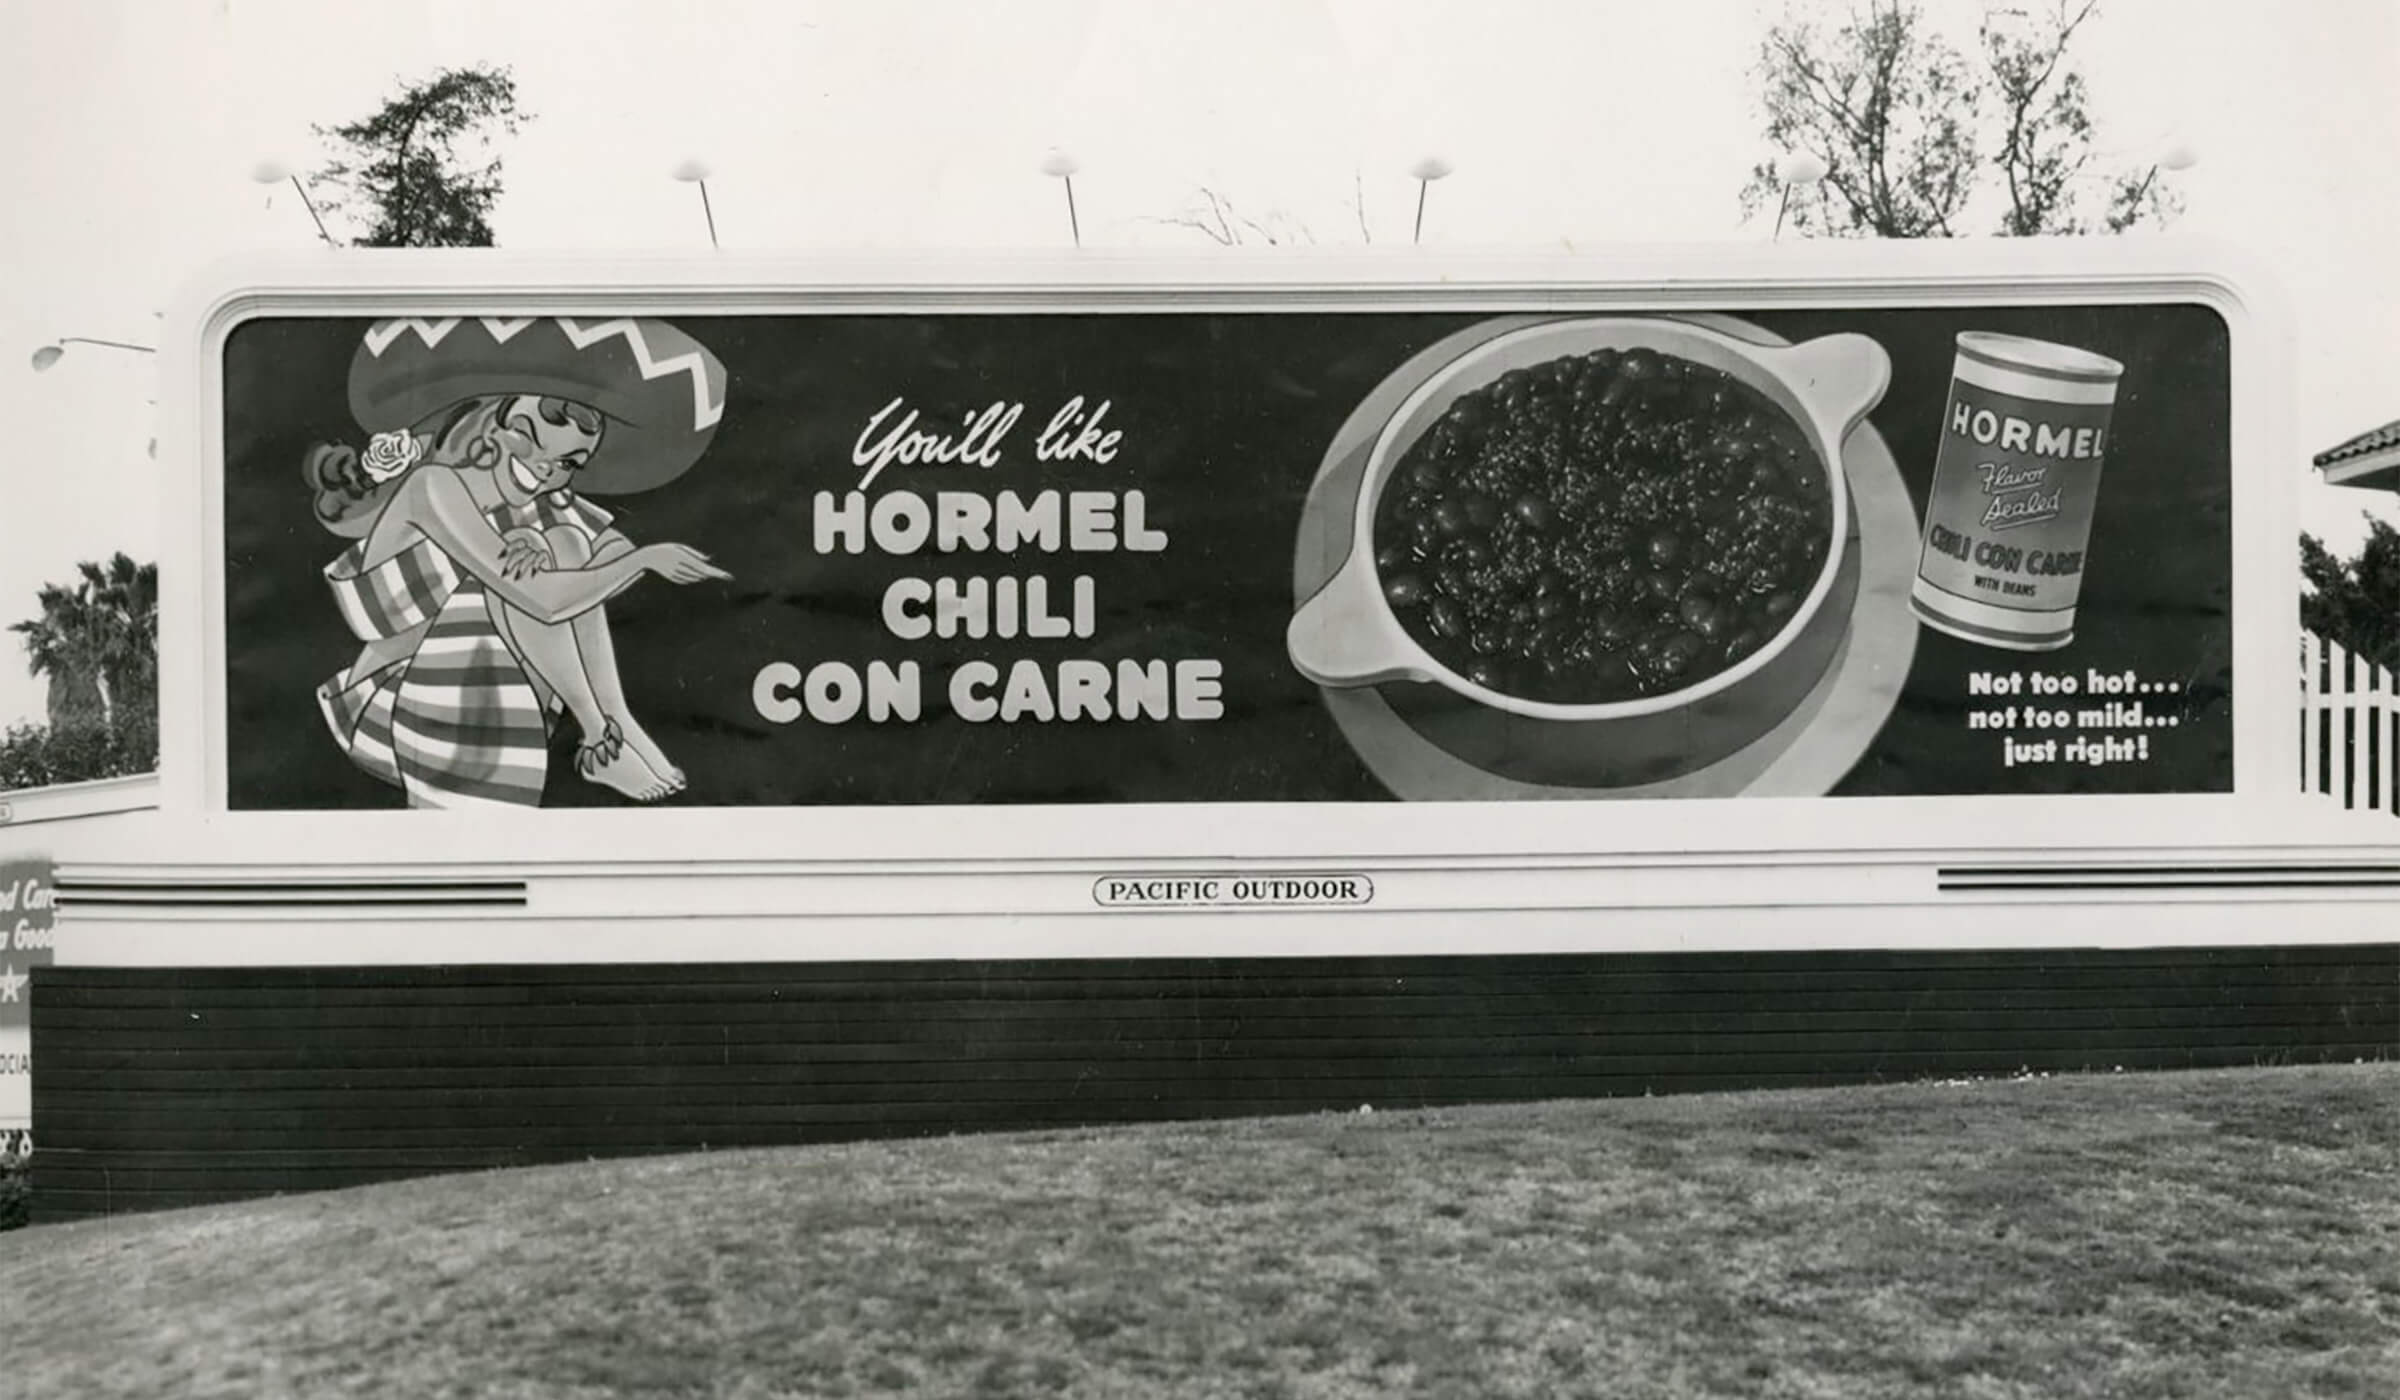 You'll like
HORMEL
CHILI
CON CARNE
HORMEL
Flavor
Sealed
CHILI CON CARNE
WITH BEANS
Not too hot...
not too mild...
just right!
PACIFIC OUTDOOR
Good